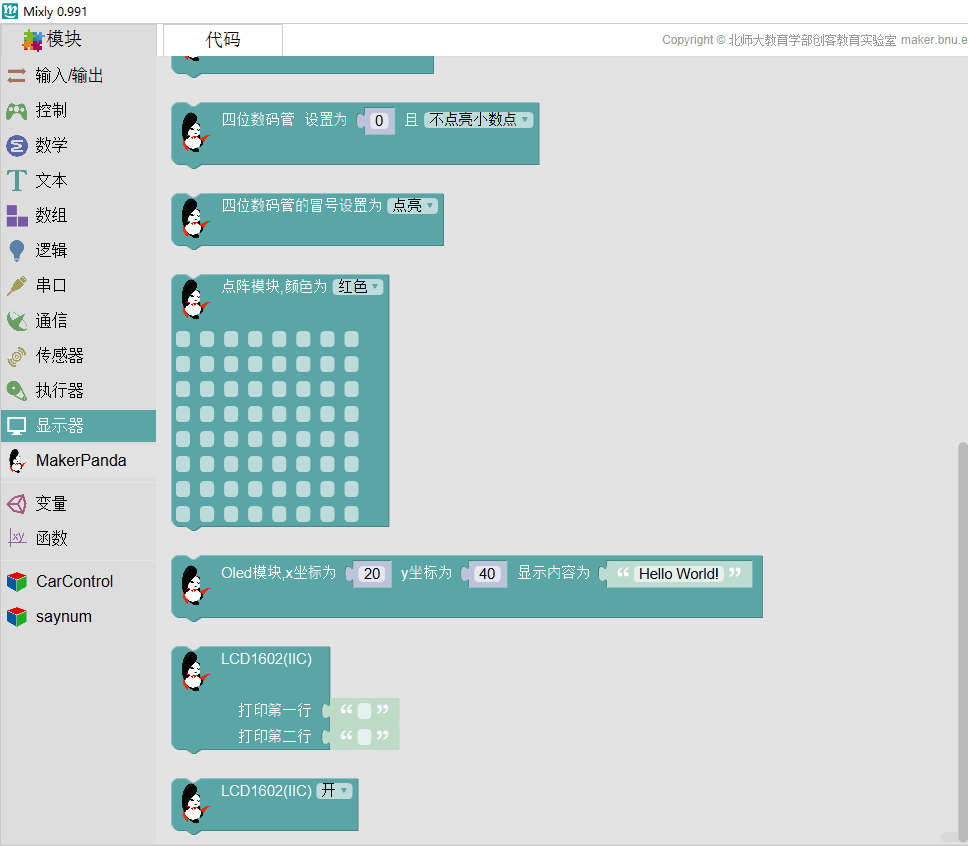 Mixly 0.991
模块
代码
Copyright © 北师大教育学部创客教育实验室 maker.bnu.e
输入/输出
控制
数学
文本
数组
逻辑
串口
通信
传感器
执行器
显示器
MakerPanda
变量
xy 函数
CarControl
saynum
四位数码管 设置为 0 且 不点亮小数点
四位数码管的冒号设置为 点亮
点阵模块,颜色为 红色
Oled模块,x坐标为 20 y坐标为 40 显示内容为 “ Hello World! ”
LCD1602(IIC)
打印第一行 “ ”
打印第二行 “ ”
LCD1602(IIC) 开